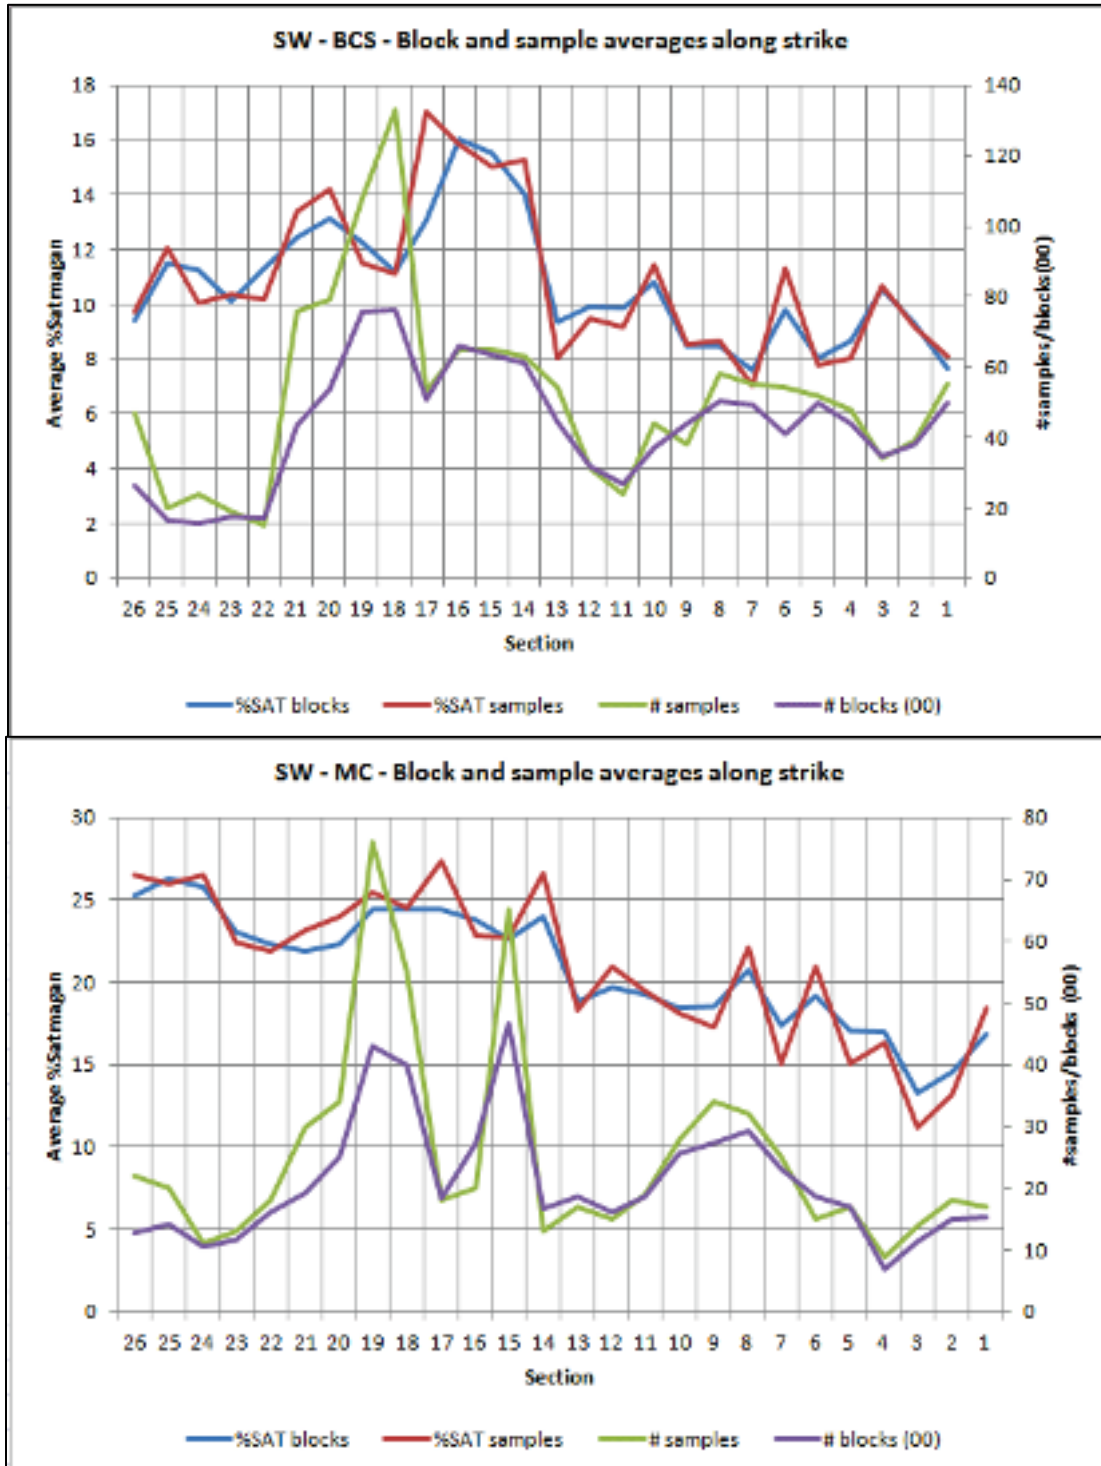 SW - BCS - Block and sample averages along strike
18
16
14
12
10
8
6
4
2
0
Average %Satmagan
140
120
100
80
60
40
20
0
#samples/blocks(00)
26 25 24 23 22 21 20 19 18 17 16 15 14 13 12 11 10 9 8 7 6 5 4 3 2 1
Section
%SAT blocks %SAT samples # samples # blocks (00)
SW - MC - Block and sample averages along strike
30
25
20
15
10
5
0
Average %Satmagan
80
70
60
50
40
30
20
10
0
#samples/blocks (00)
26 25 24 23 22 21 20 19 18 17 16 15 14 13 12 11 10 9 8 7 6 5 4 3 2 1
Section
%SAT blocks %SAT samples # samples # blocks (00)